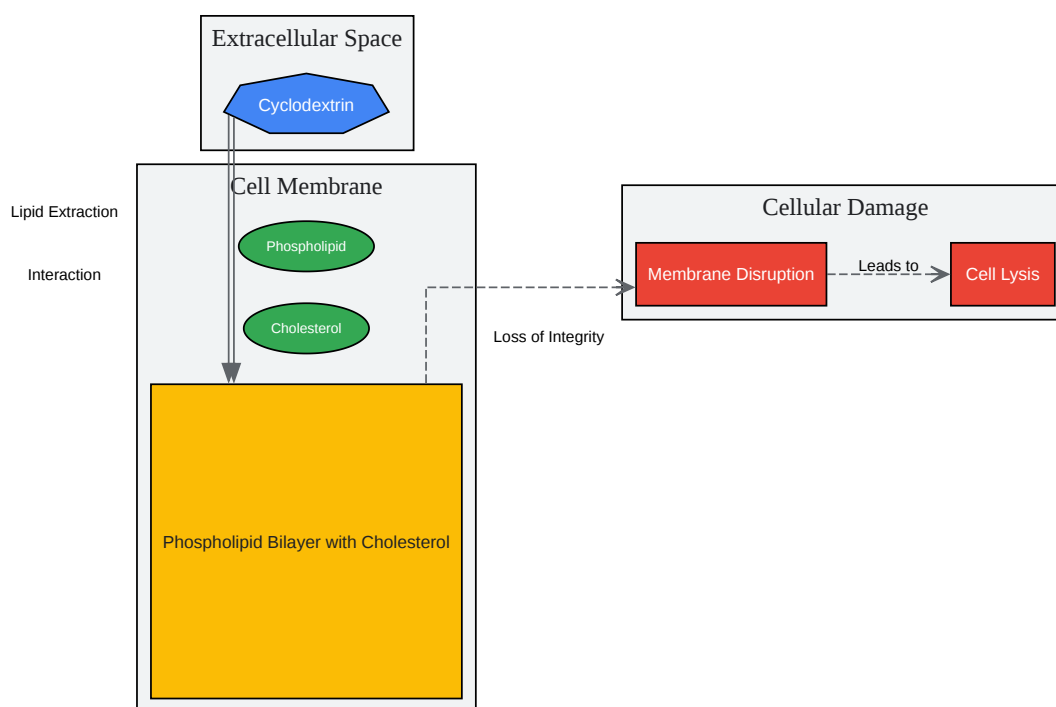 Extracellular Space
Cyclodextrin
Cell Membrane
Lipid Extraction
Phospholipid
Interaction
Cholesterol
Phospholipid Bilayer with Cholesterol
Loss of Integrity
Cellular Damage
Membrane Disruption
Leads to
Cell Lysis